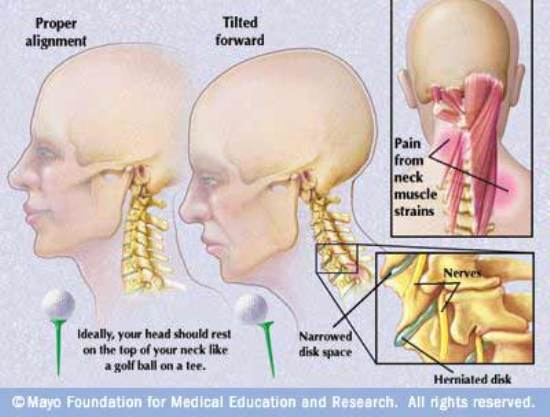 Proper
alignment
Tilted
forward
Pain
from
neck
muscle
strains
Nerves
Ideally, your head should rest
on the top of your neck like
a golf ball on a tee.
Narrowed
disk space
Herniated disk
©Mayo Foundation for Medical Education and Research. All rights reserved.